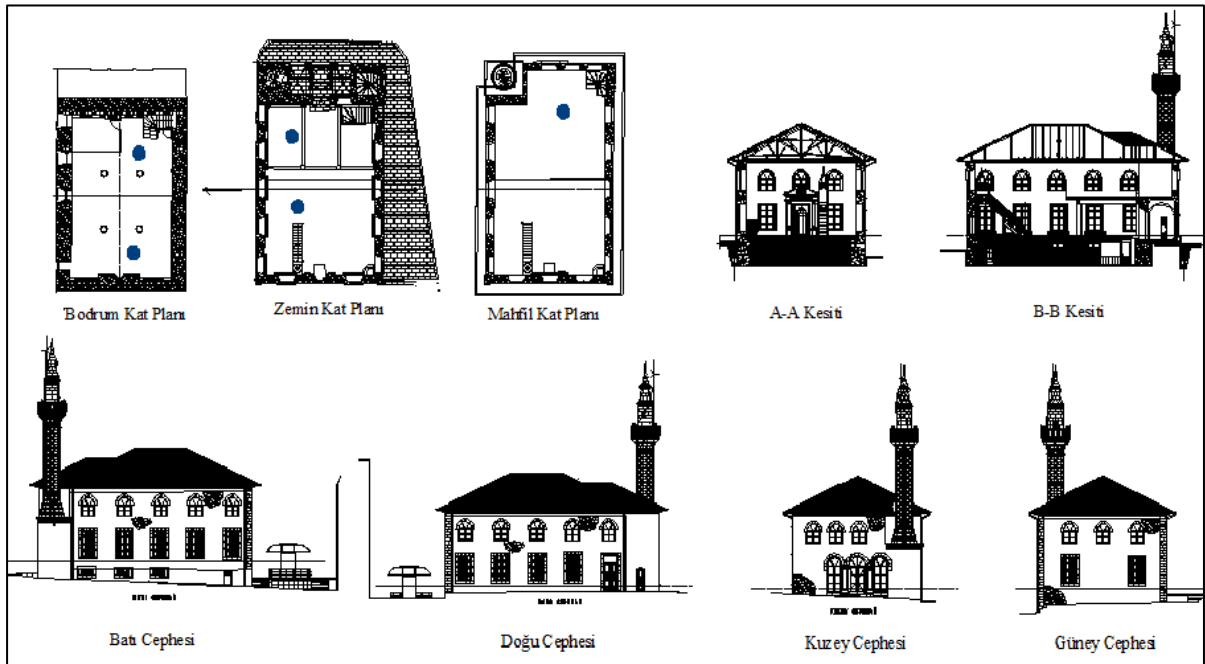 Bodrum Kat Planı
Zemin Kat Planı
Mahfil Kat Planı
A-A Kesiti
B-B Kesiti
Batı Cephesi
Doğu Cephesi
Kuzey Cephesi
Güney Cephesi